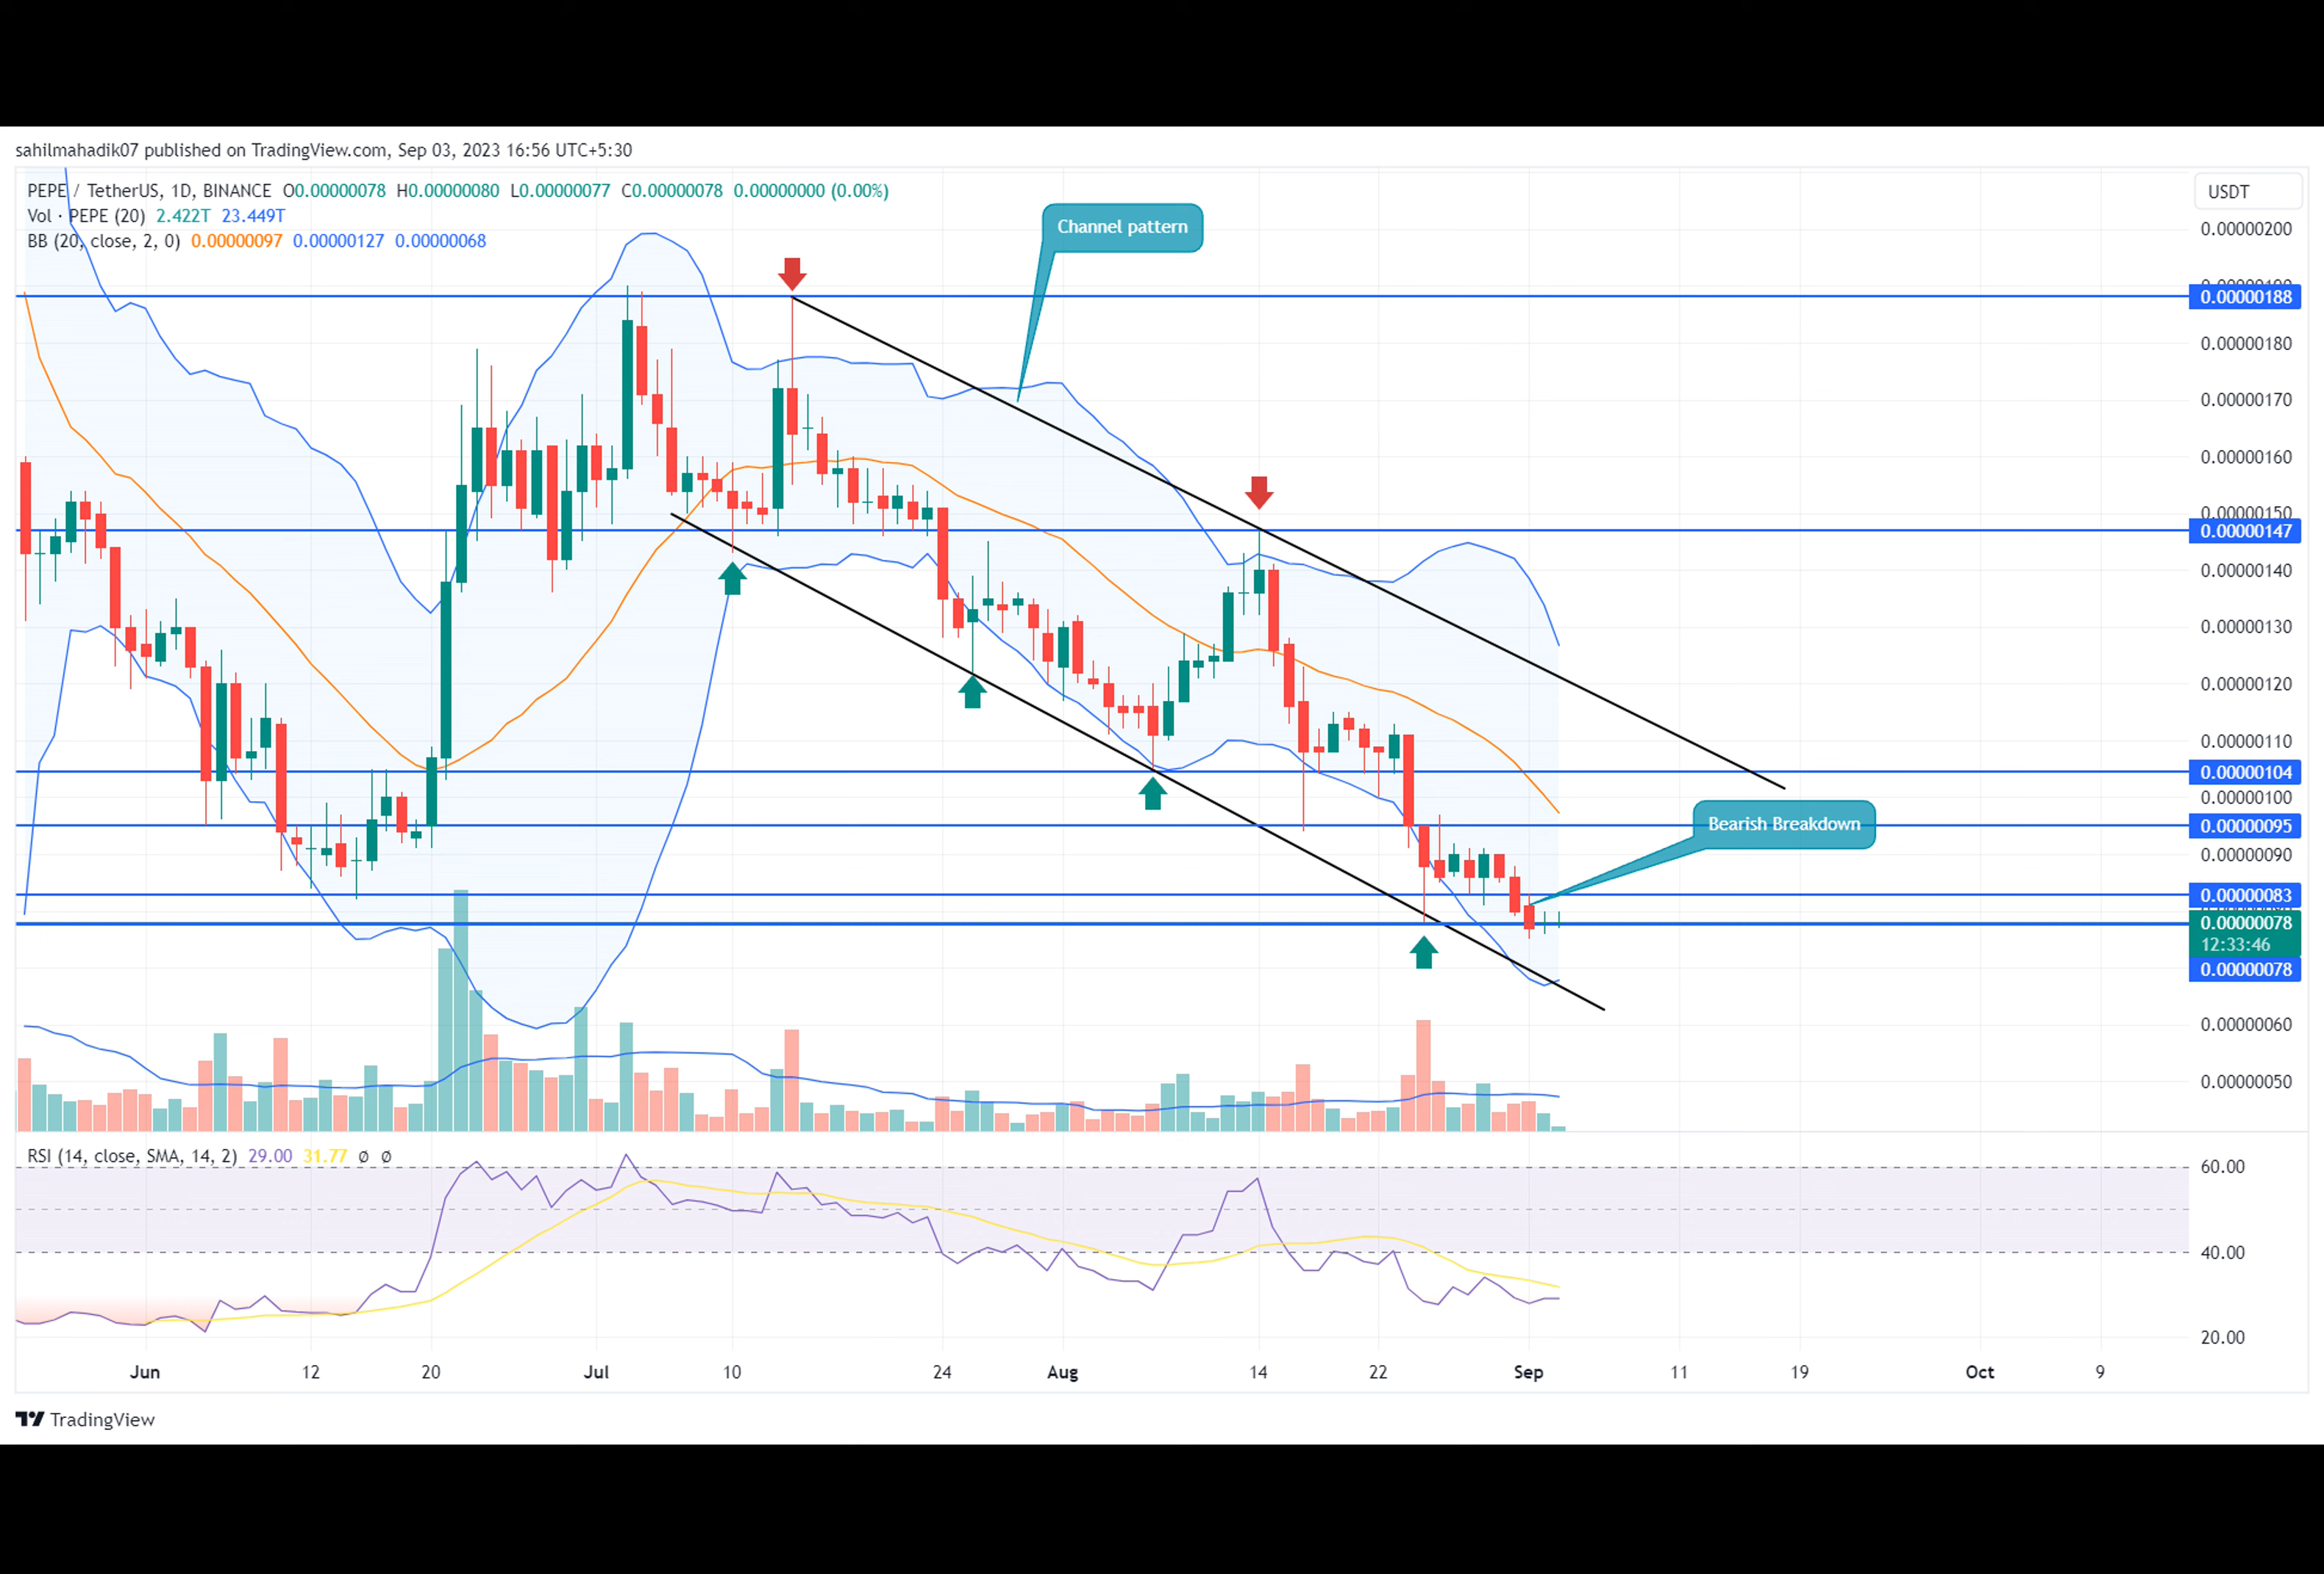 sahilmahadik07 published on TradingView.com, Sep 03, 2023 16:56 UTC+5:30
PEPE / TetherUS, 1D, BINANCE O0.00000078 H0.00000080 L0.00000077 C0.00000078 0.00000000 (0.00%)
Vol · PEPE (20) 2.422T 23.449T
BB (20, close, 2, 0) 0.00000097 0.00000127 0.00000068
Channel pattern
USDT
0.00000200
0.00000188
0.00000180
0.00000170
0.00000160
0.00000150
0.00000147
0.00000140
0.00000130
0.00000120
0.00000110
0.00000104
0.00000100
Bearish Breakdown
0.00000095
0.00000090
0.00000083
0.00000078
12:33:46
0.00000078
0.00000060
0.00000050
RSI (14, close, SMA, 14, 2) 29.00 31.77 ø ø
60.00
40.00
20.00
Jun 12 20 Jul 10 24 Aug 14 22 Sep 11 19 Oct 9
TradingView